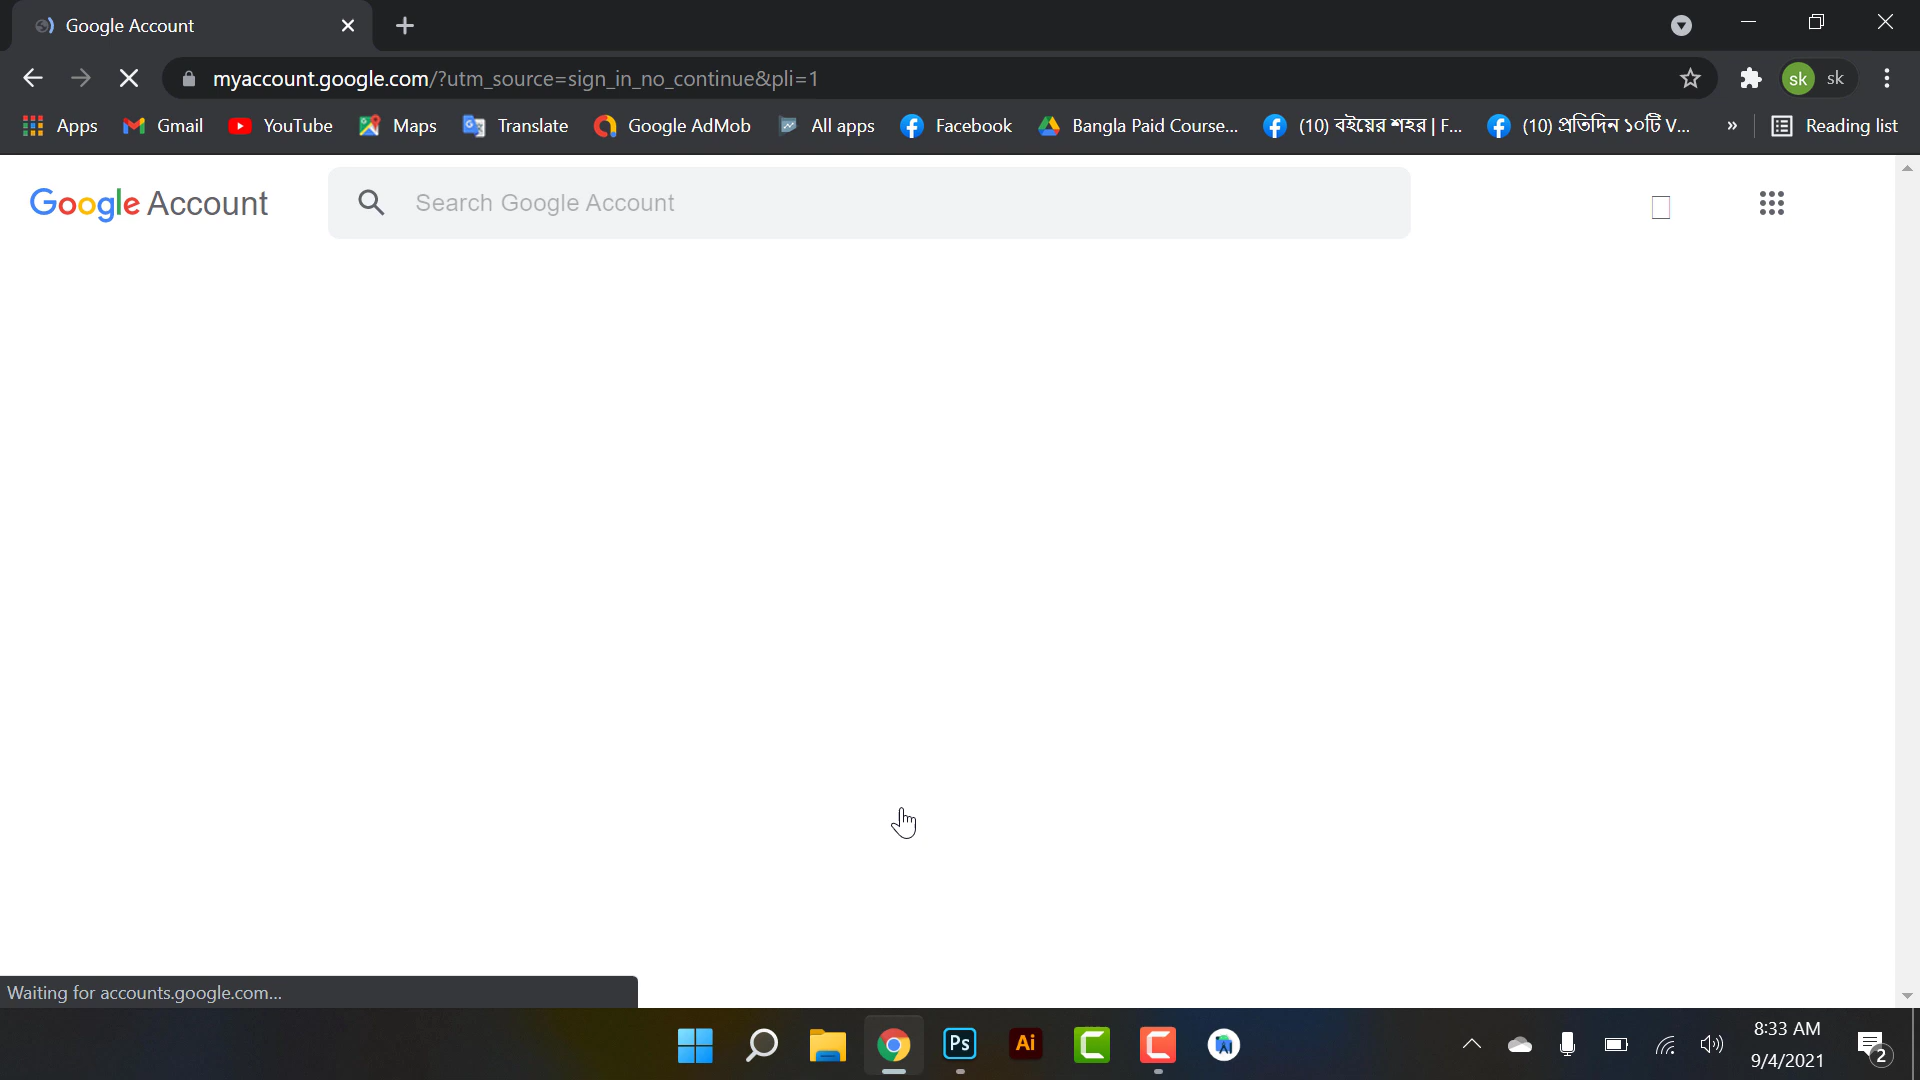 Google Account
myaccount.google.com/?utm_source=sign_in_no_continue&pli=1
sk sk
Apps Gmail YouTube Maps Translate Google AdMob All apps Facebook Bangla Paid Course... (10) বইয়ের শহর | F... (10) প্রতিদিন ১০টি V... » Reading list
Google Account Search Google Account
Waiting for accounts.google.com...
Ps Ai
8:33 AM
9/4/2021
2